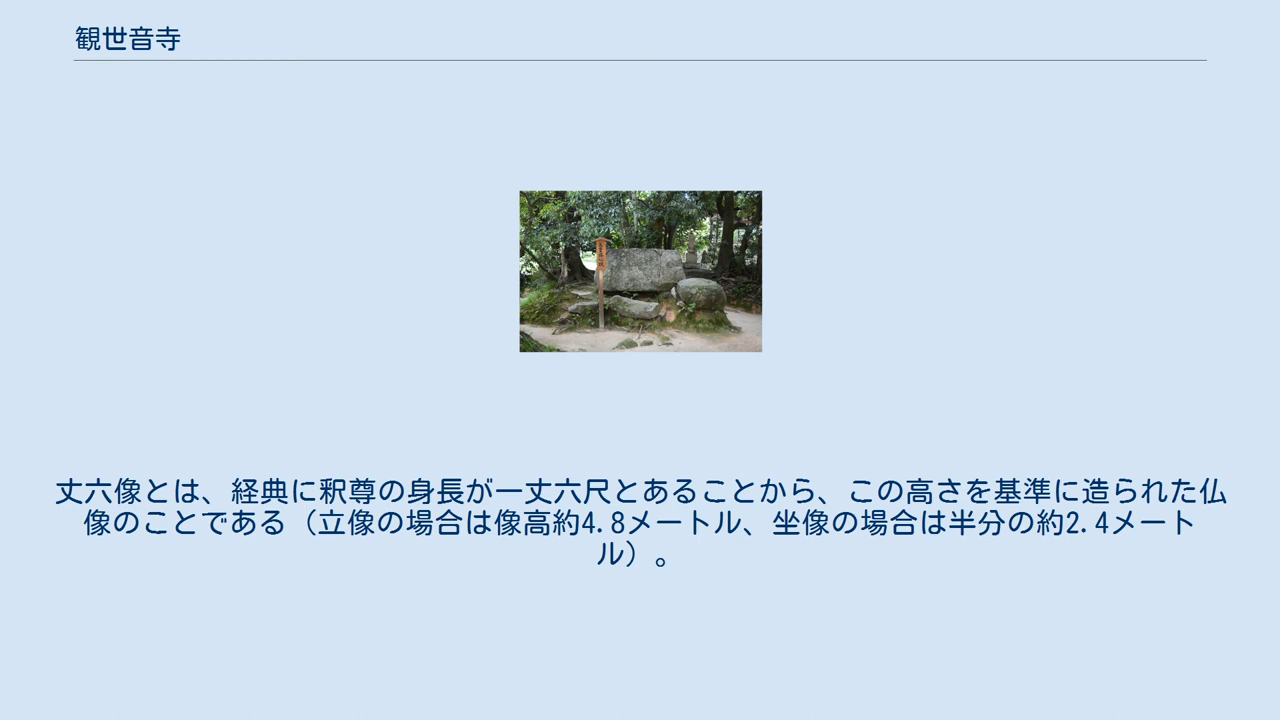 観世音寺
丈六像とは、経典に釈尊の身長が一丈六尺とあることから、この高さを基準に造られた仏
像のことである（立像の場合は像高約4.8メートル、坐像の場合は半分の約2.4メート
ル）。